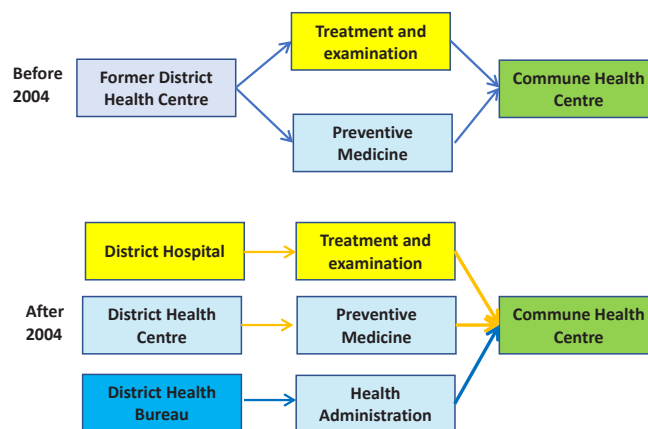 Before
2004
Former District
Health Centre
Treatment and
examination
Preventive
Medicine
Commune Health
Centre
After
2004
District Hospital
Treatment and
examination
District Health
Centre
Preventive
Medicine
District Health
Bureau
Health
Administration
Commune Health
Centre